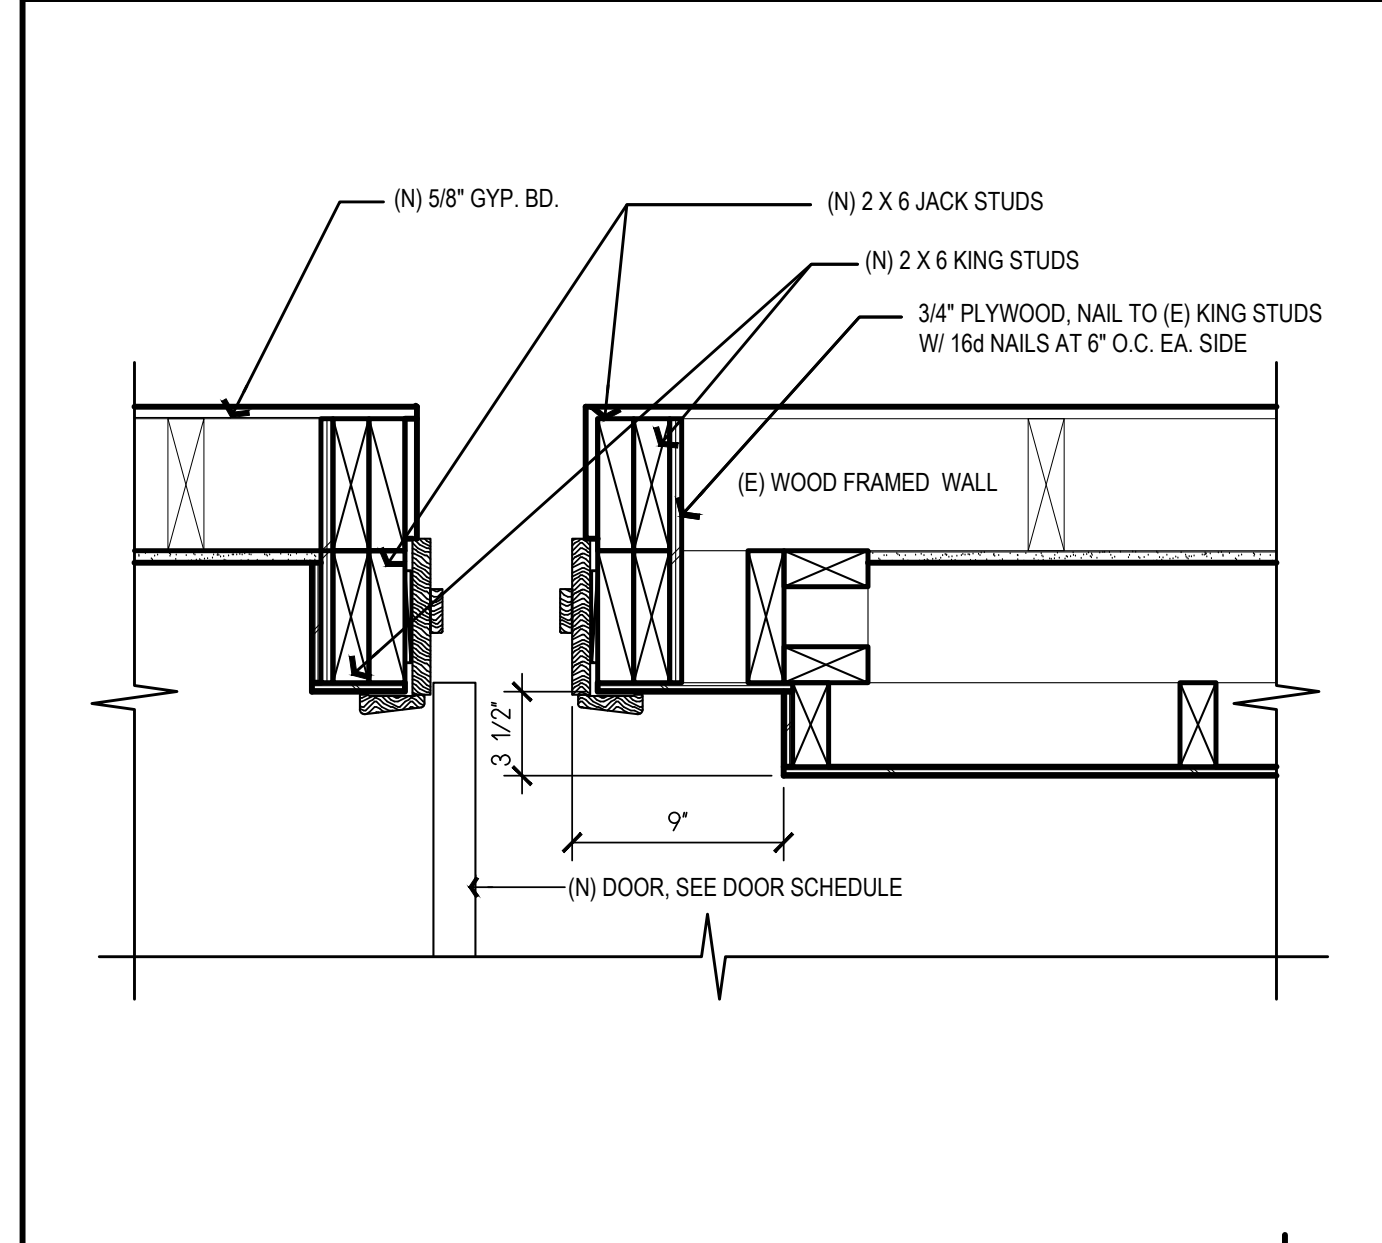 (N) 5/8" GYP. BD.
(N) 2 X 6 JACK STUDS
(N) 2 X 6 KING STUDS
3/4" PLYWOOD, NAIL TO (E) KING STUDS
W/ 16d NAILS AT 6" O.C. EA. SIDE
(E) WOOD FRAMED WALL
3 1/2"
9"
(N) DOOR, SEE DOOR SCHEDULE